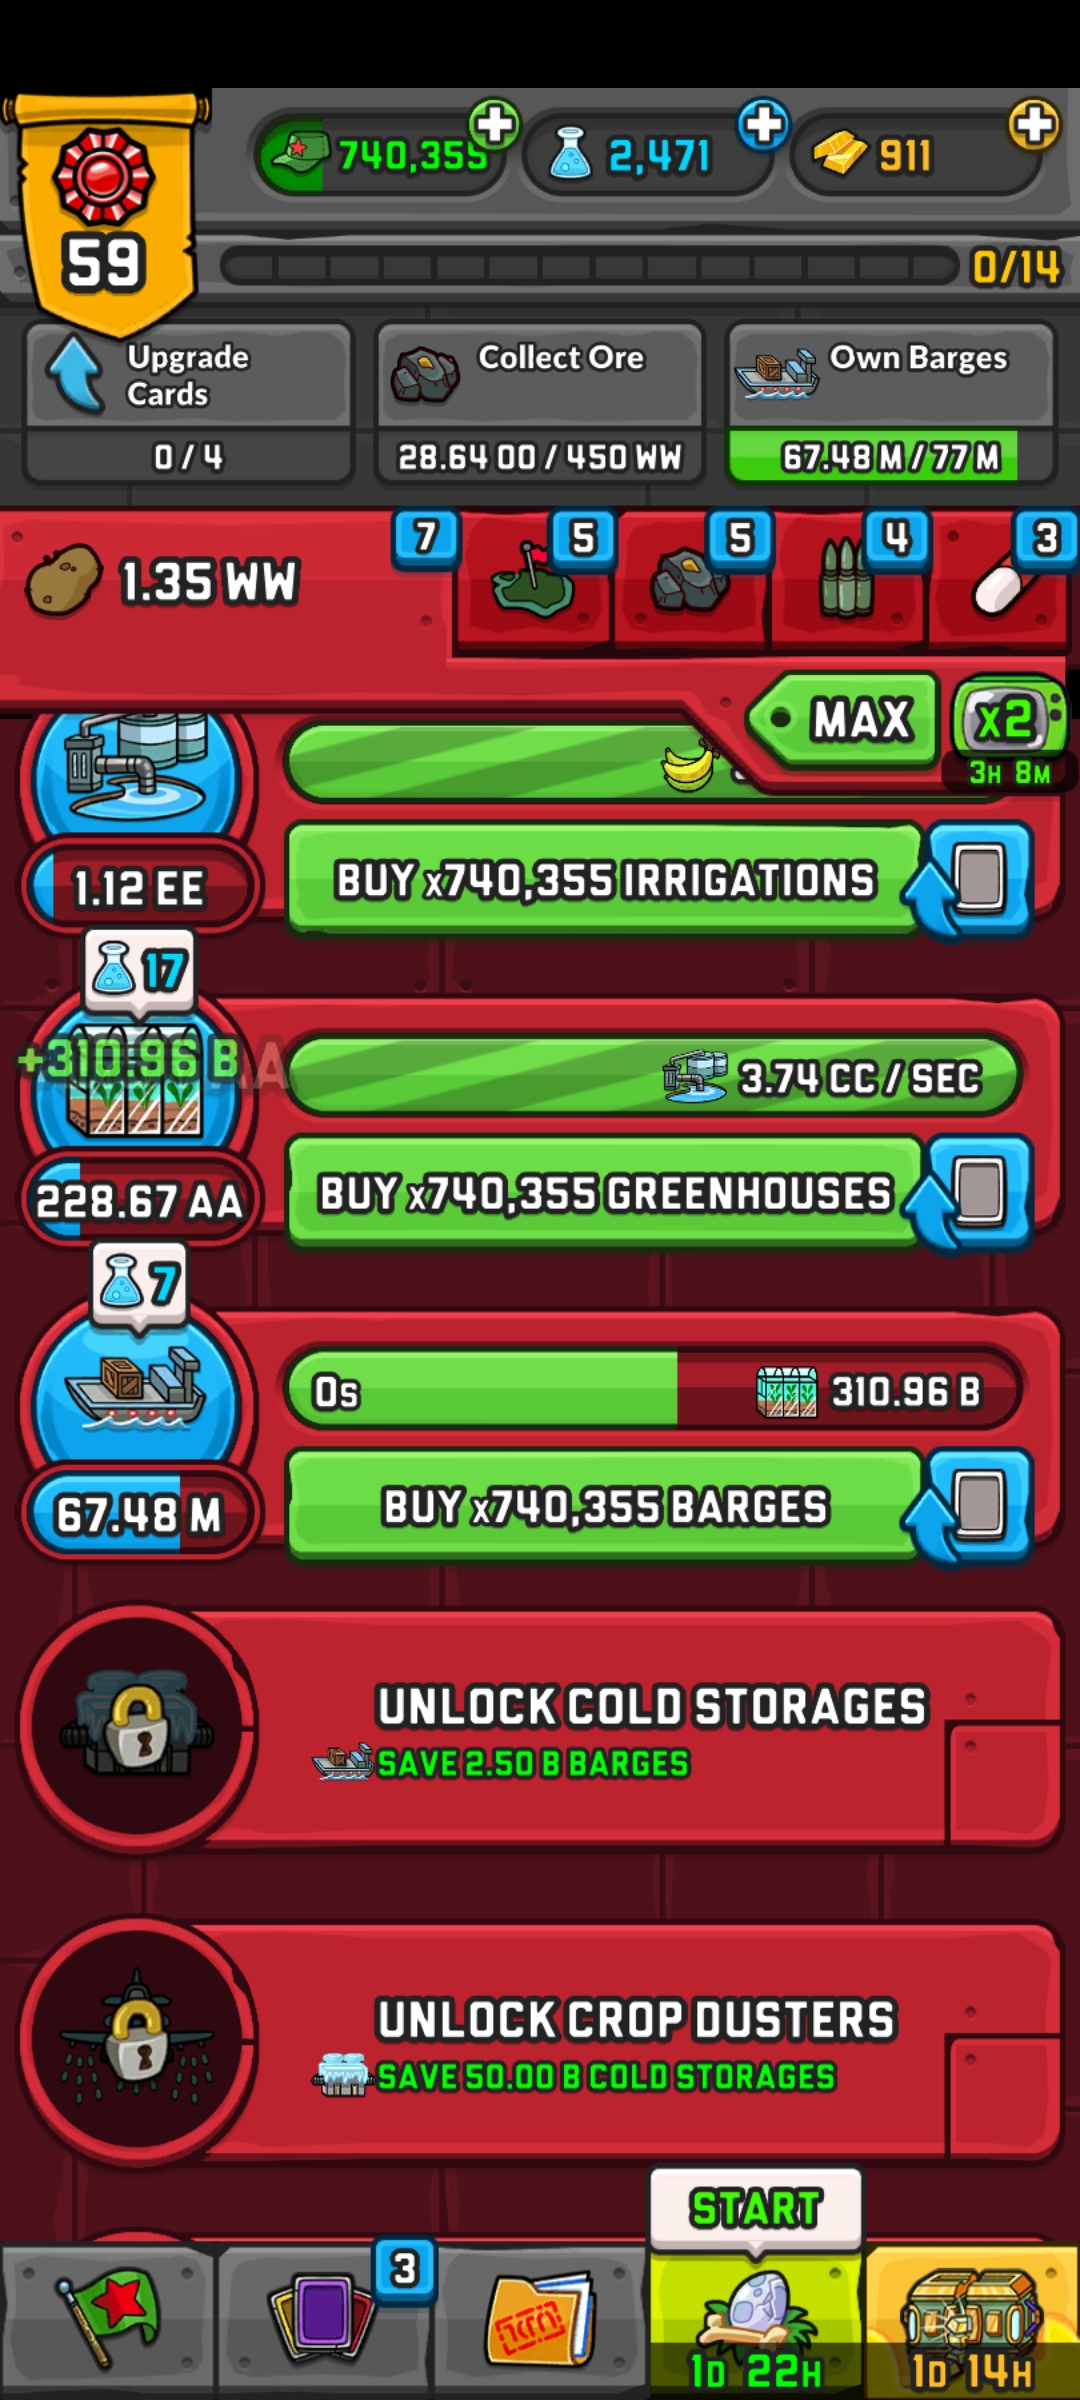 59
740,355
2,471
911
0/14
Upgrade
Cards
0 / 4
Collect Ore
28.64 OO / 450 WW
Own Barges
67.48 M / 77 M
1.35 WW
7
5
5
4
3
MAX
x2
3H 8M
1.12 EE
BUY x740,355 IRRIGATIONS
17
+310.96 B
3.74 CC / SEC
228.67 AA
BUY x740,355 GREENHOUSES
7
0s
310.96 B
67.48 M
BUY x740,355 BARGES
UNLOCK COLD STORAGES
SAVE 2.50 B BARGES
UNLOCK CROP DUSTERS
SAVE 50.00 B COLD STORAGES
START
3
1D 22H
1D 14H